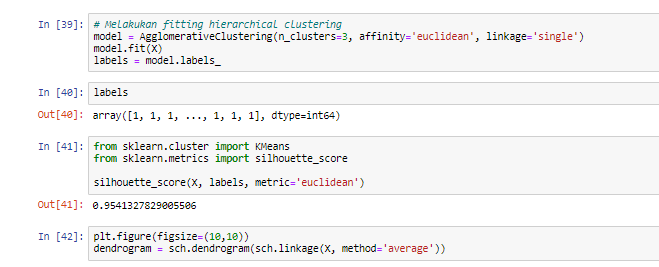 In [39]: # Melakukan fitting hierarchical clustering
model = AgglomerativeClustering(n_clusters=3, affinity='euclidean', linkage='single')
model.fit(X)
labels = model.labels_
In [40]: labels
Out[40]: array([1, 1, 1, ..., 1, 1, 1], dtype=int64)
In [41]: from sklearn.cluster import KMeans
from sklearn.metrics import silhouette_score
silhouette_score(X, labels, metric='euclidean')
Out[41]: 0.9541327829005506
In [42]: plt.figure(figsize=(10,10))
dendrogram = sch.dendrogram(sch.linkage(X, method='average'))